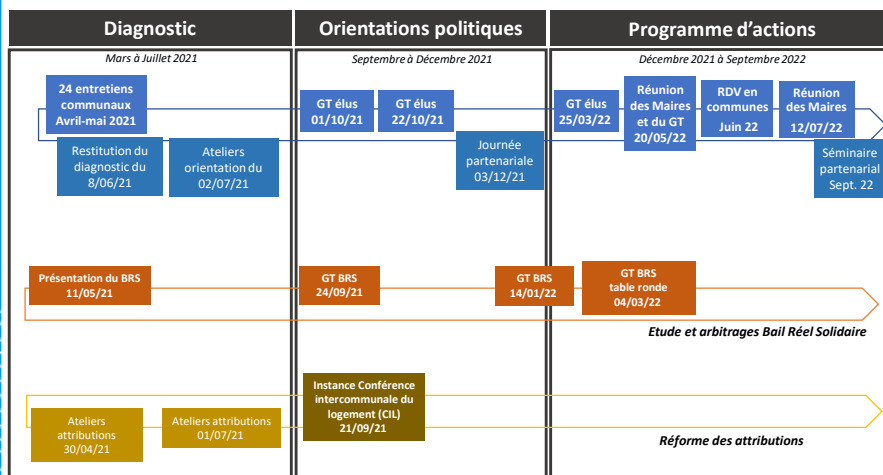 Diagnostic
Orientations politiques
Programme d'actions
Mars à Juillet 2021
Septembre à Décembre 2021
Décembre 2021 à Septembre 2022
24 entretiens
communaux
Avril-mai 2021
GT élus
01/10/21
GT élus
22/10/21
GT élus
25/03/22
Réunion
des Maires
et du GT
20/05/22
RDV en
communes
Juin 22
Réunion
des Maires
12/07/22
Restitution du
diagnostic du
8/06/21
Ateliers
orientation du
02/07/21
Journée
partenariale
03/12/21
Séminaire
partenarial
Sept. 22
Présentation du BRS
11/05/21
GT BRS
24/09/21
GT BRS
14/01/22
GT BRS
table ronde
04/03/22
Etude et arbitrages Bail Réel Solidaire
Ateliers
attributions
30/04/21
Ateliers attributions
01/07/21
Instance Conférence
intercommunale du
logement (CIL)
21/09/21
Réforme des attributions